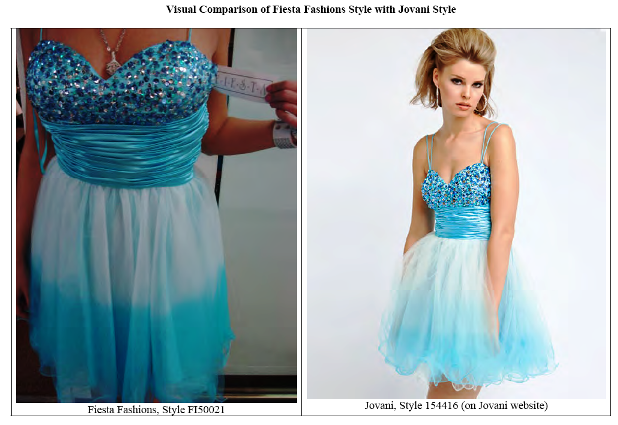 Visual Comparison of Fiesta Fashions Style with Jovani Style
F-I-E-S-T-A
Fiesta Fashions, Style FI50021
Jovani, Style 154416 (on Jovani website)